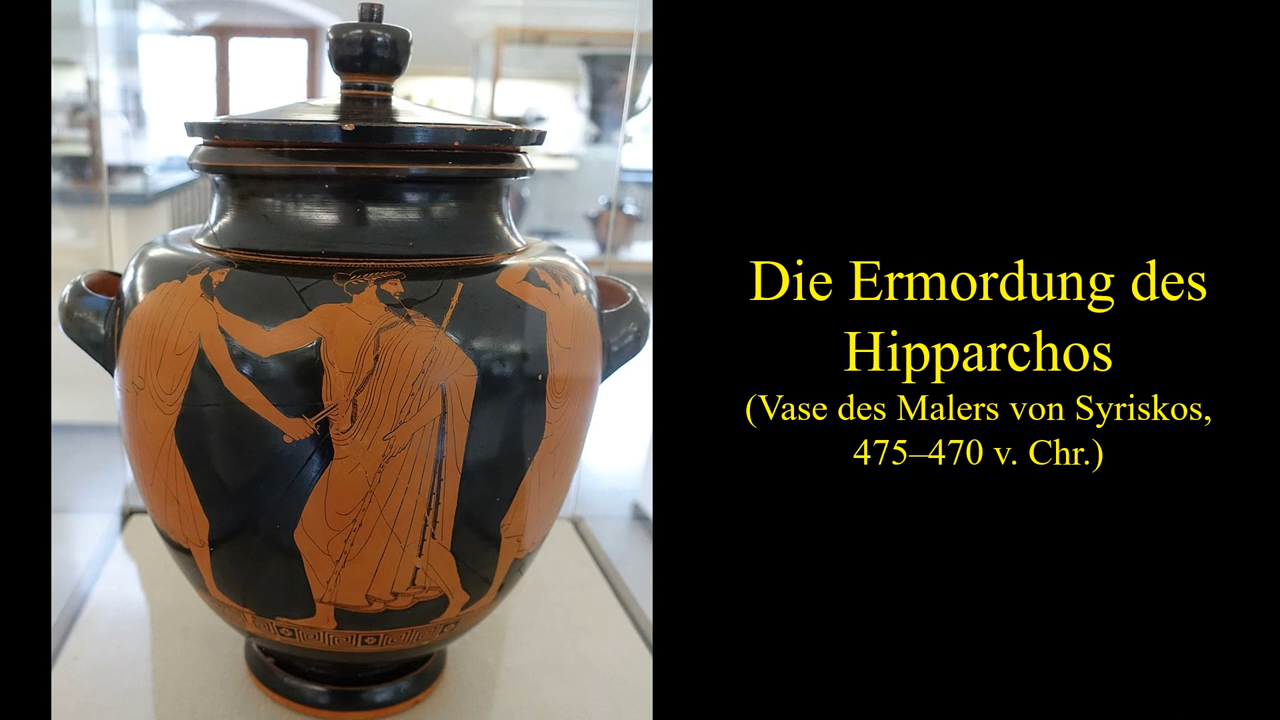 Die Ermordung des
Hipparchos
(Vase des Malers von Syriskos,
475–470 v. Chr.)